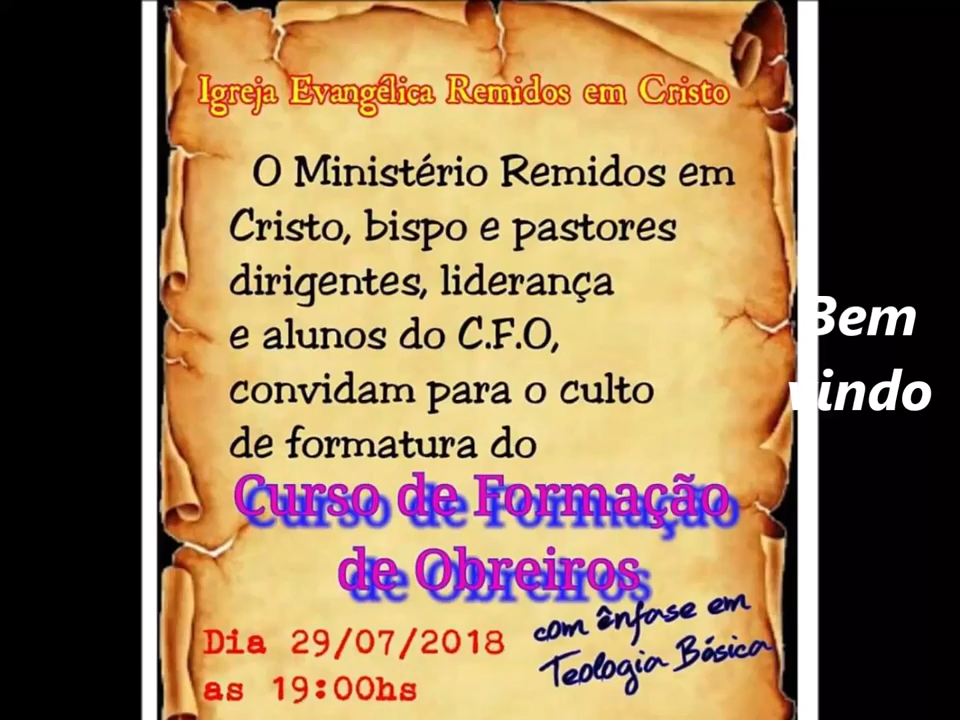 Igreja Evangélica Remidos em Cristo
O Ministério Remidos em
Cristo, bispo e pastores
dirigentes, liderança
e alunos do C.F.O,
convidam para o culto
de formatura do
Curso de Formação
de Obreiros
com ênfase em
Teologia Básica
Dia 29/07/2018
as 19:00hs
Bem
vindo